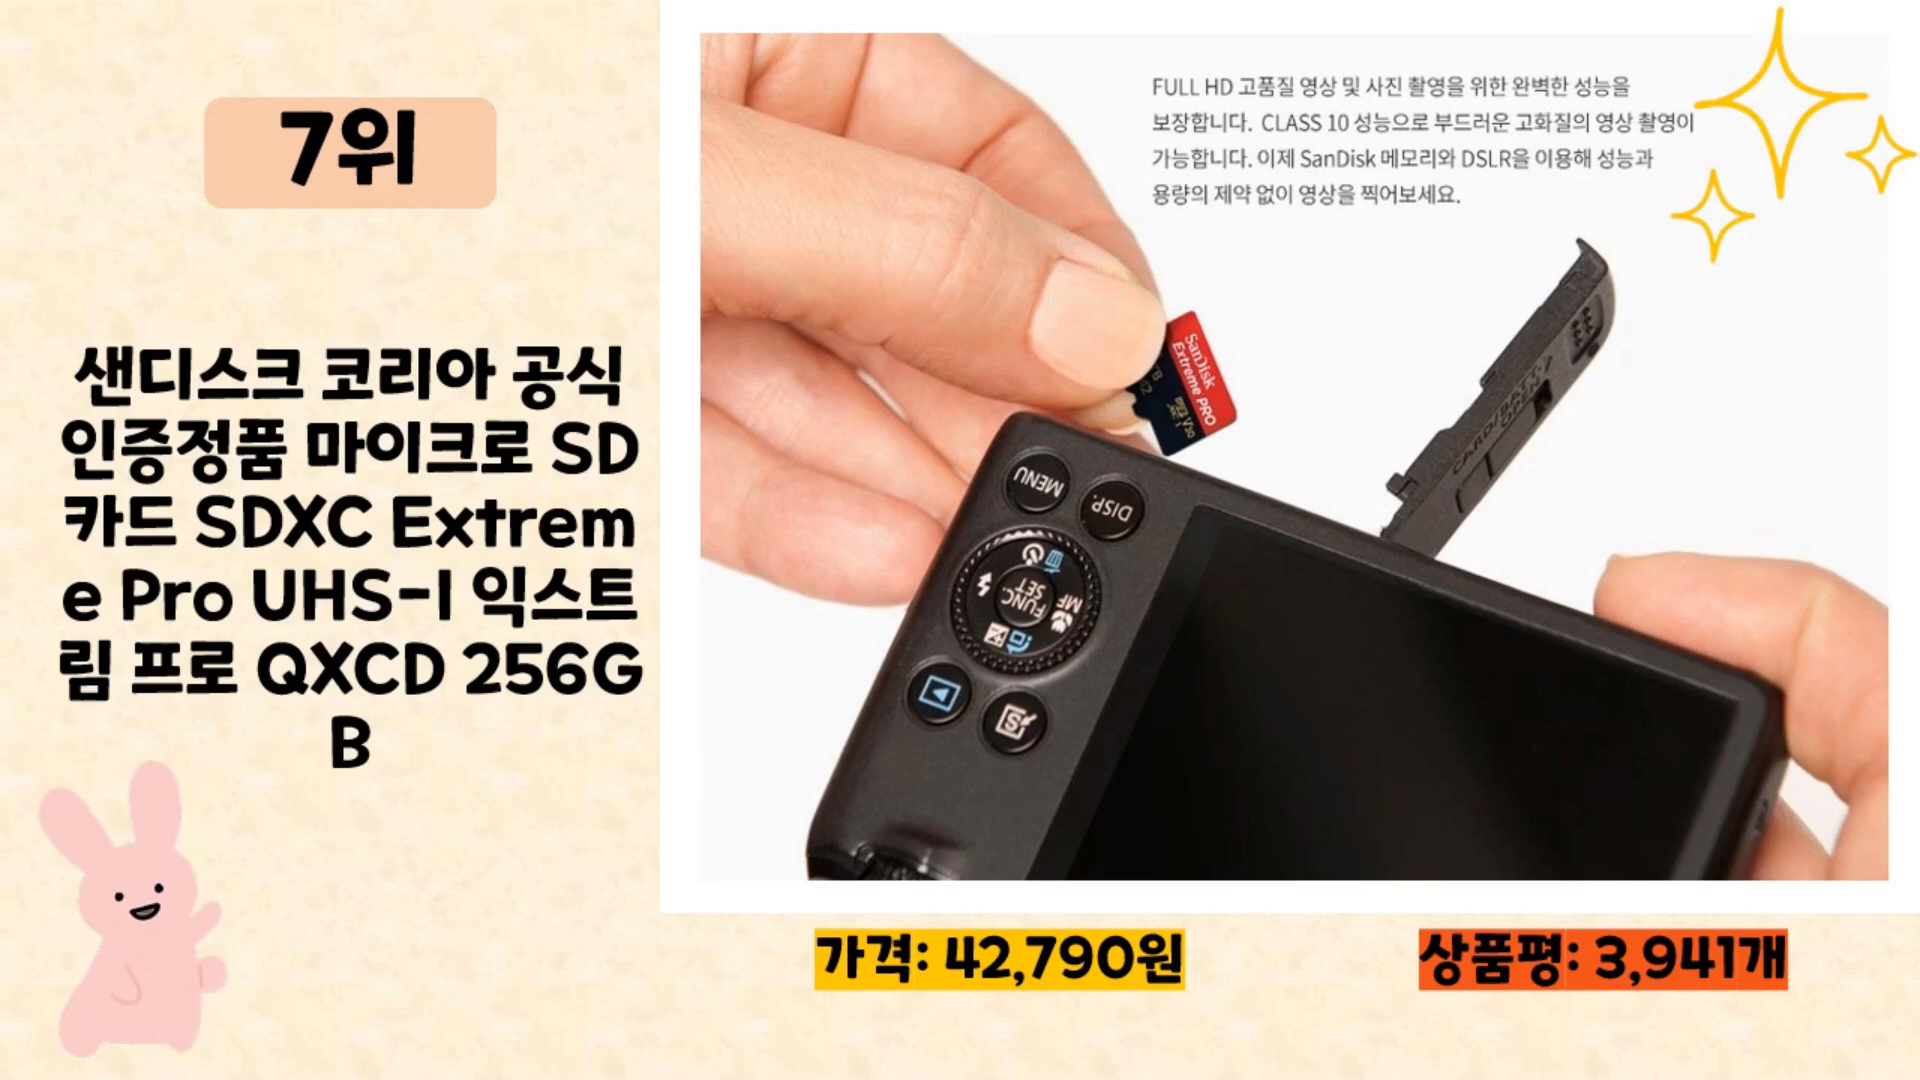 7위
샌디스크 코리아 공식
인증정품 마이크로 SD
카드 SDXC Extrem
e Pro UHS-I 익스트
림 프로 QXCD 256G
B
FULL HD 고품질 영상 및 사진 촬영을 위한 완벽한 성능을
보장합니다. CLASS 10 성능으로 부드러운 고화질의 영상 촬영이
가능합니다. 이제 SanDisk 메모리와 DSLR을 이용해 성능과
용량의 제약 없이 영상을 찍어보세요.
SanDisk
Extreme PRO
V30
MENU
DISP.
FUNC.
SET
MF
가격: 42,790원
상품평: 3,941개